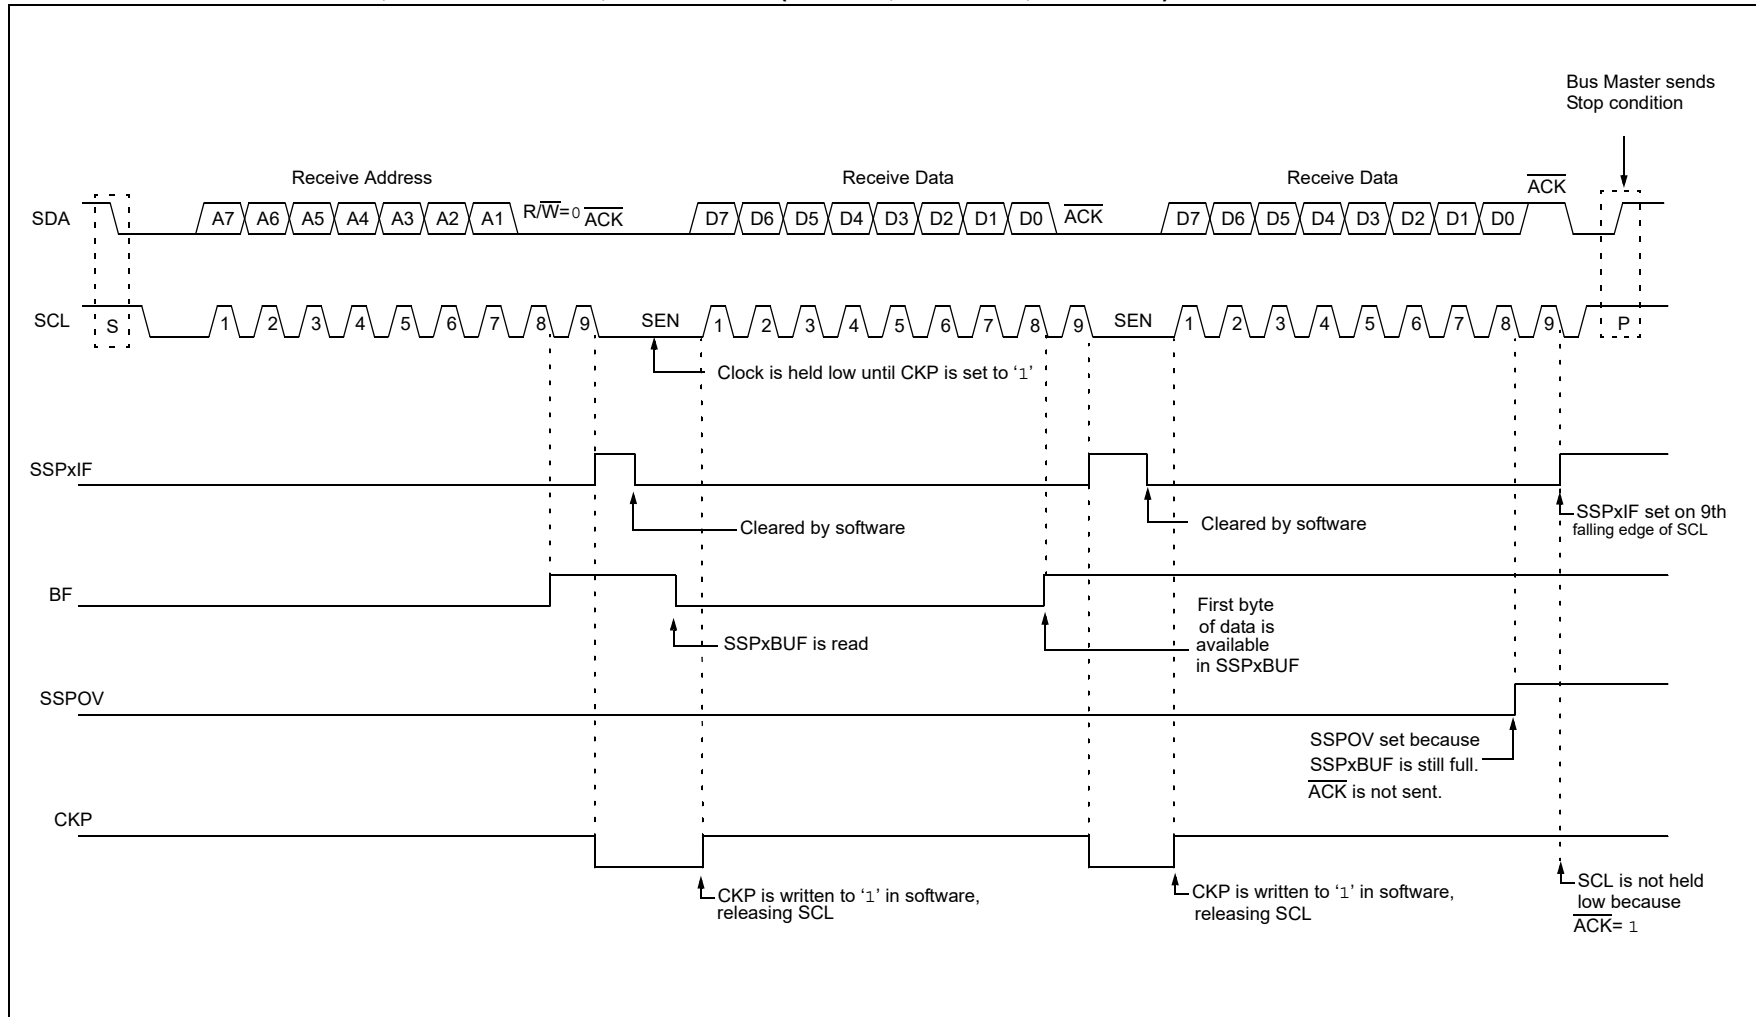 Bus Master sends
Stop condition
Receive Address
Receive Data
Receive Data
ACK
SDA
A7 A6 A5 A4 A3 A2 A1 R/W=0 ACK
D7 D6 D5 D4 D3 D2 D1 D0 ACK
D7 D6 D5 D4 D3 D2 D1 D0
SCL
S 1 2 3 4 5 6 7 8 9 SEN 1 2 3 4 5 6 7 8 9 SEN 1 2 3 4 5 6 7 8 9 P
Clock is held low until CKP is set to ‘1’
SSPxIF
Cleared by software
Cleared by software
SSPxIF set on 9th
falling edge of SCL
BF
SSPxBUF is read
First byte
of data is
available
in SSPxBUF
SSPOV
SSPOV set because
SSPxBUF is still full.
ACK is not sent.
CKP
CKP is written to ‘1’ in software,
releasing SCL
CKP is written to ‘1’ in software,
releasing SCL
SCL is not held
low because
ACK= 1